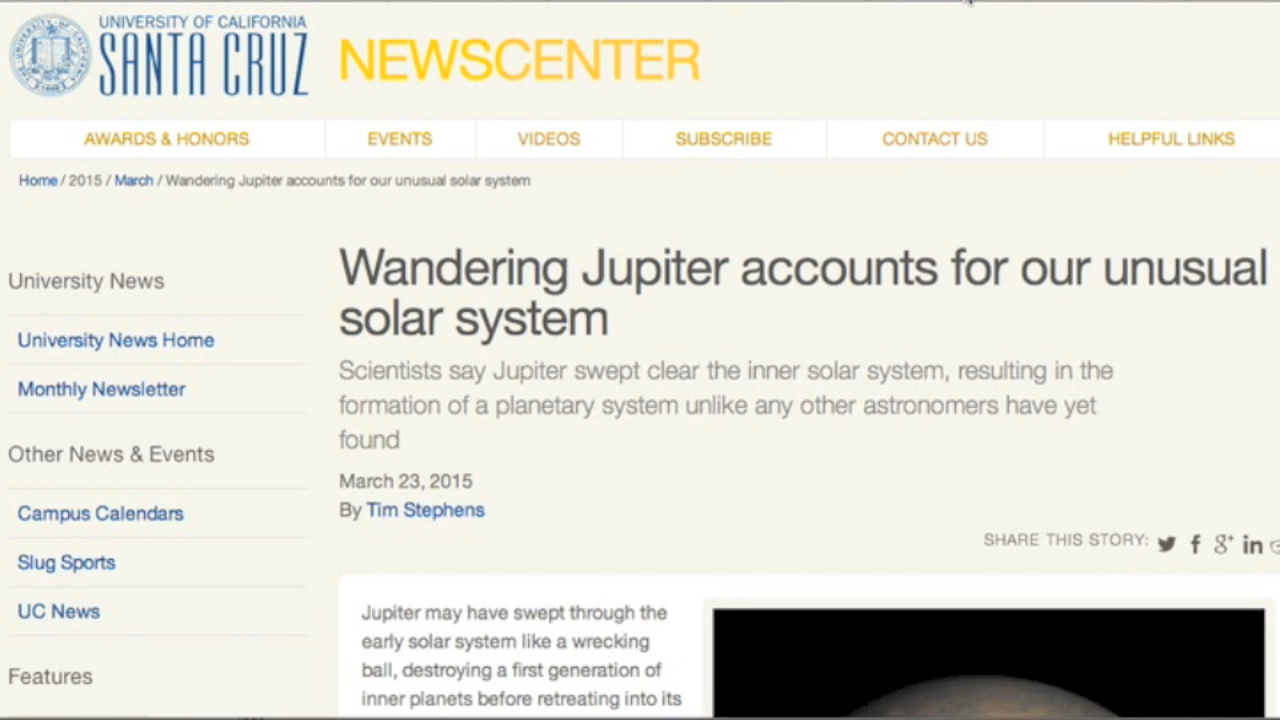 UNIVERSITY OF CALIFORNIA
SANTA CRUZ
NEWSCENTER
AWARDS & HONORS
EVENTS
VIDEOS
SUBSCRIBE
CONTACT US
HELPFUL LINKS
Home / 2015 / March / Wandering Jupiter accounts for our unusual solar system
University News
University News Home
Monthly Newsletter
Other News & Events
Campus Calendars
Slug Sports
UC News
Features
Wandering Jupiter accounts for our unusual
solar system
Scientists say Jupiter swept clear the inner solar system, resulting in the
formation of a planetary system unlike any other astronomers have yet
found
March 23, 2015
By Tim Stephens
SHARE THIS STORY:
Jupiter may have swept through the
early solar system like a wrecking
ball, destroying a first generation of
inner planets before retreating into its